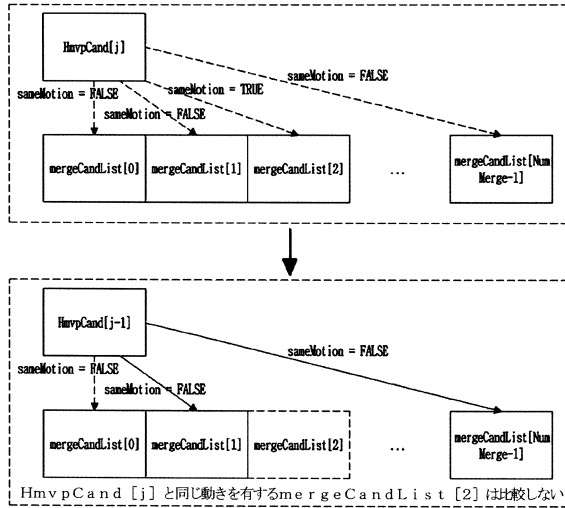 HmvpCand[j]
sameMotion = FALSE
sameMotion = TRUE
sameMotion = FALSE
sameMotion = FALSE
mergeCandList[0]
mergeCandList[1]
mergeCandList[2]
...
mergeCandList[Num
Merge-1]
HmvpCand[j-1]
sameMotion = FALSE
sameMotion = FALSE
sameMotion = FALSE
mergeCandList[0]
mergeCandList[1]
mergeCandList[2]
...
mergeCandList[Num
Merge-1]
ＨｍｖｐＣａｎｄ［ｊ］と同じ動きを有するｍｅｒｇｅＣａｎｄＬｉｓｔ［２］は比較しない